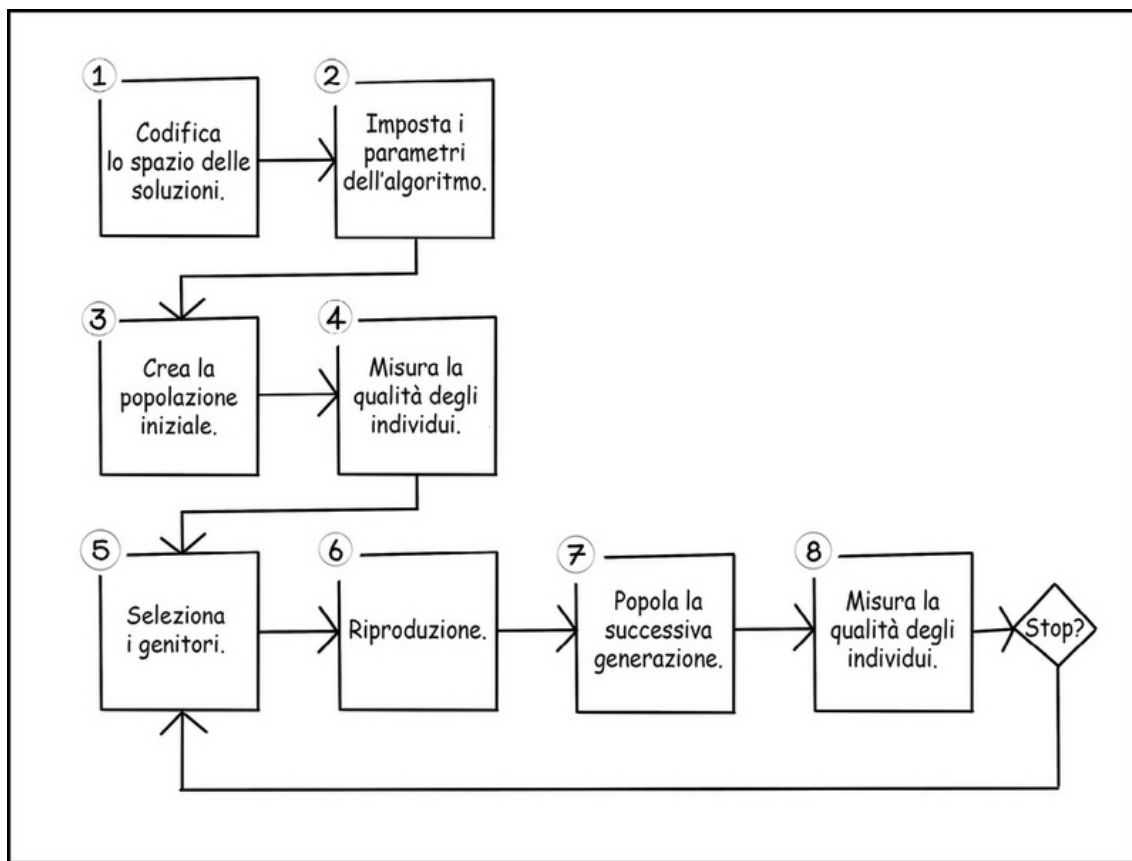 1
Codifica
lo spazio delle
soluzioni.
2
Imposta i
parametri
dell'algoritmo.
3
Crea la
popolazione
iniziale.
4
Misura la
qualità degli
individui.
5
Seleziona
i genitori.
6
Riproduzione.
7
Popola la
successiva
generazione.
8
Misura la
qualità degli
individui.
Stop?